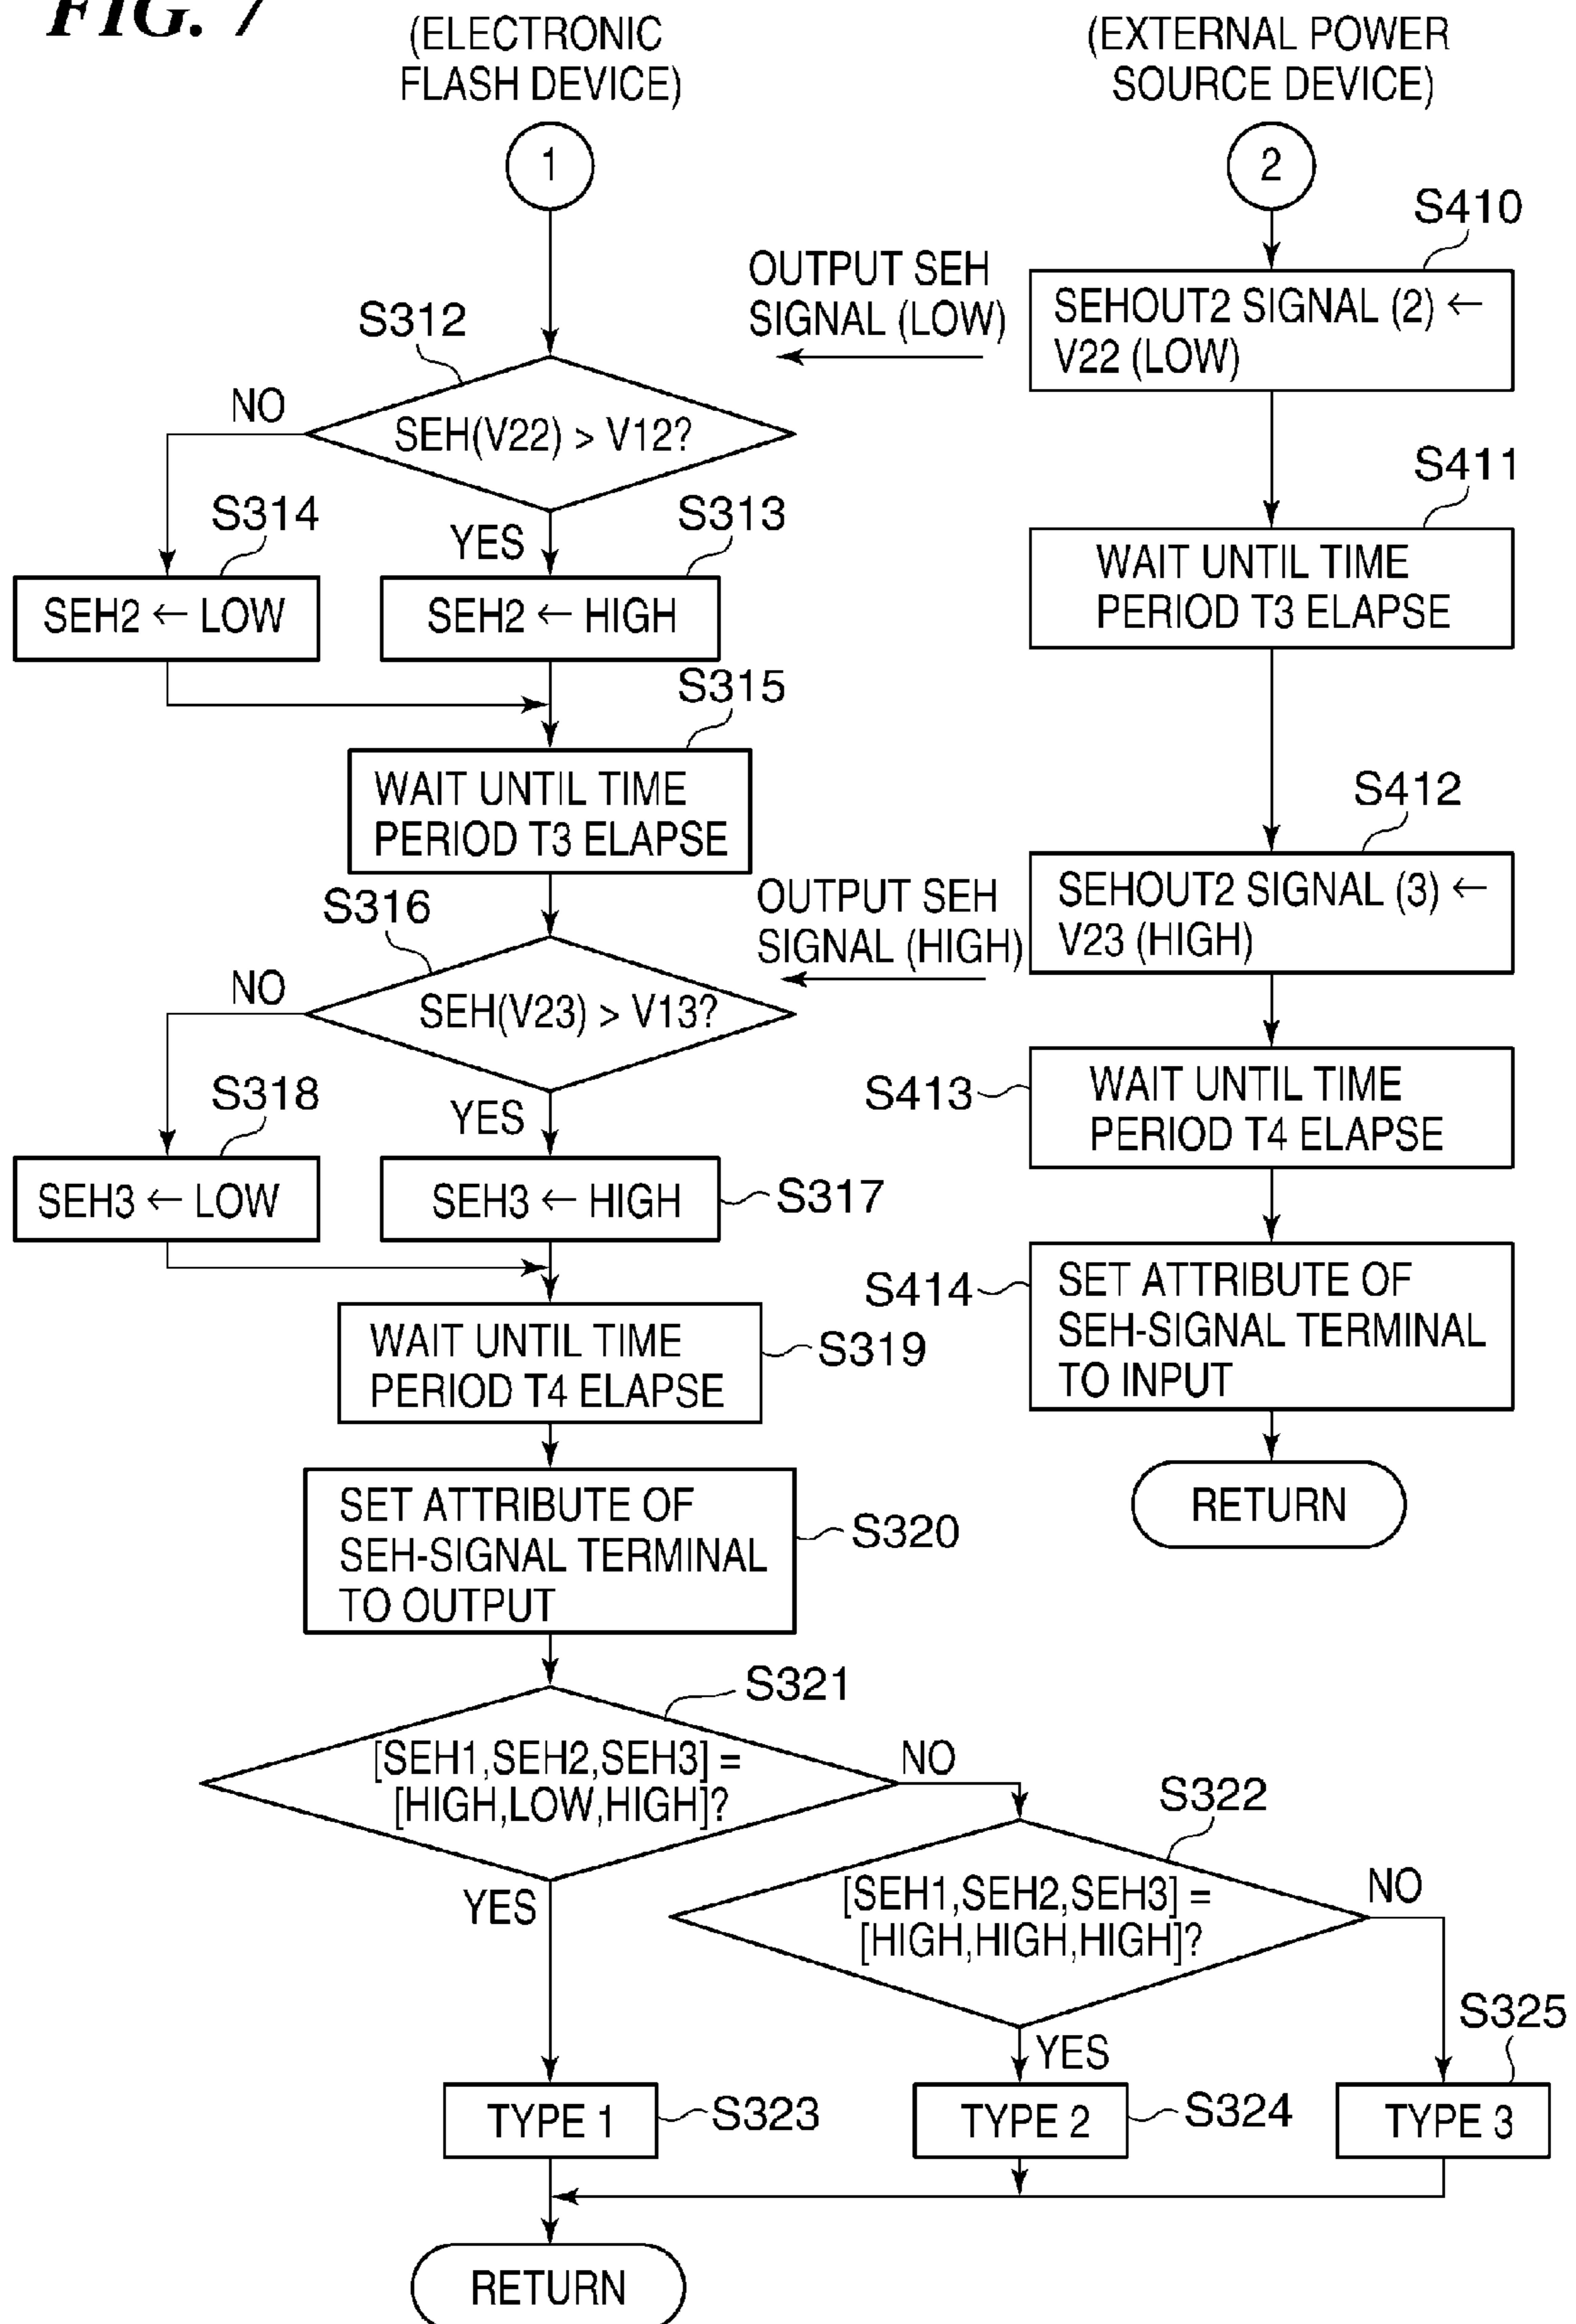 FIG. 7
(ELECTRONIC
FLASH DEVICE)
(EXTERNAL POWER
SOURCE DEVICE)
1
2
S410
OUTPUT SEH
SIGNAL (LOW)
SEHOUT2 SIGNAL (2) ←
V22 (LOW)
S312
NO
SEH(V22) > V12?
S411
S314
YES
S313
WAIT UNTIL TIME
PERIOD T3 ELAPSE
SEH2 ← LOW
SEH2 ← HIGH
S315
WAIT UNTIL TIME
PERIOD T3 ELAPSE
S412
S316
OUTPUT SEH
SIGNAL (HIGH)
SEHOUT2 SIGNAL (3) ←
V23 (HIGH)
NO
SEH(V23) > V13?
S318
YES
S413
WAIT UNTIL TIME
PERIOD T4 ELAPSE
SEH3 ← LOW
SEH3 ← HIGH
S317
S414
SET ATTRIBUTE OF
SEH-SIGNAL TERMINAL
TO INPUT
WAIT UNTIL TIME
PERIOD T4 ELAPSE
S319
RETURN
SET ATTRIBUTE OF
SEH-SIGNAL TERMINAL
TO OUTPUT
S320
S321
[SEH1,SEH2,SEH3] =
[HIGH,LOW,HIGH]?
NO
S322
YES
[SEH1,SEH2,SEH3] =
[HIGH,HIGH,HIGH]?
NO
YES
S325
TYPE 1
S323
TYPE 2
S324
TYPE 3
RETURN